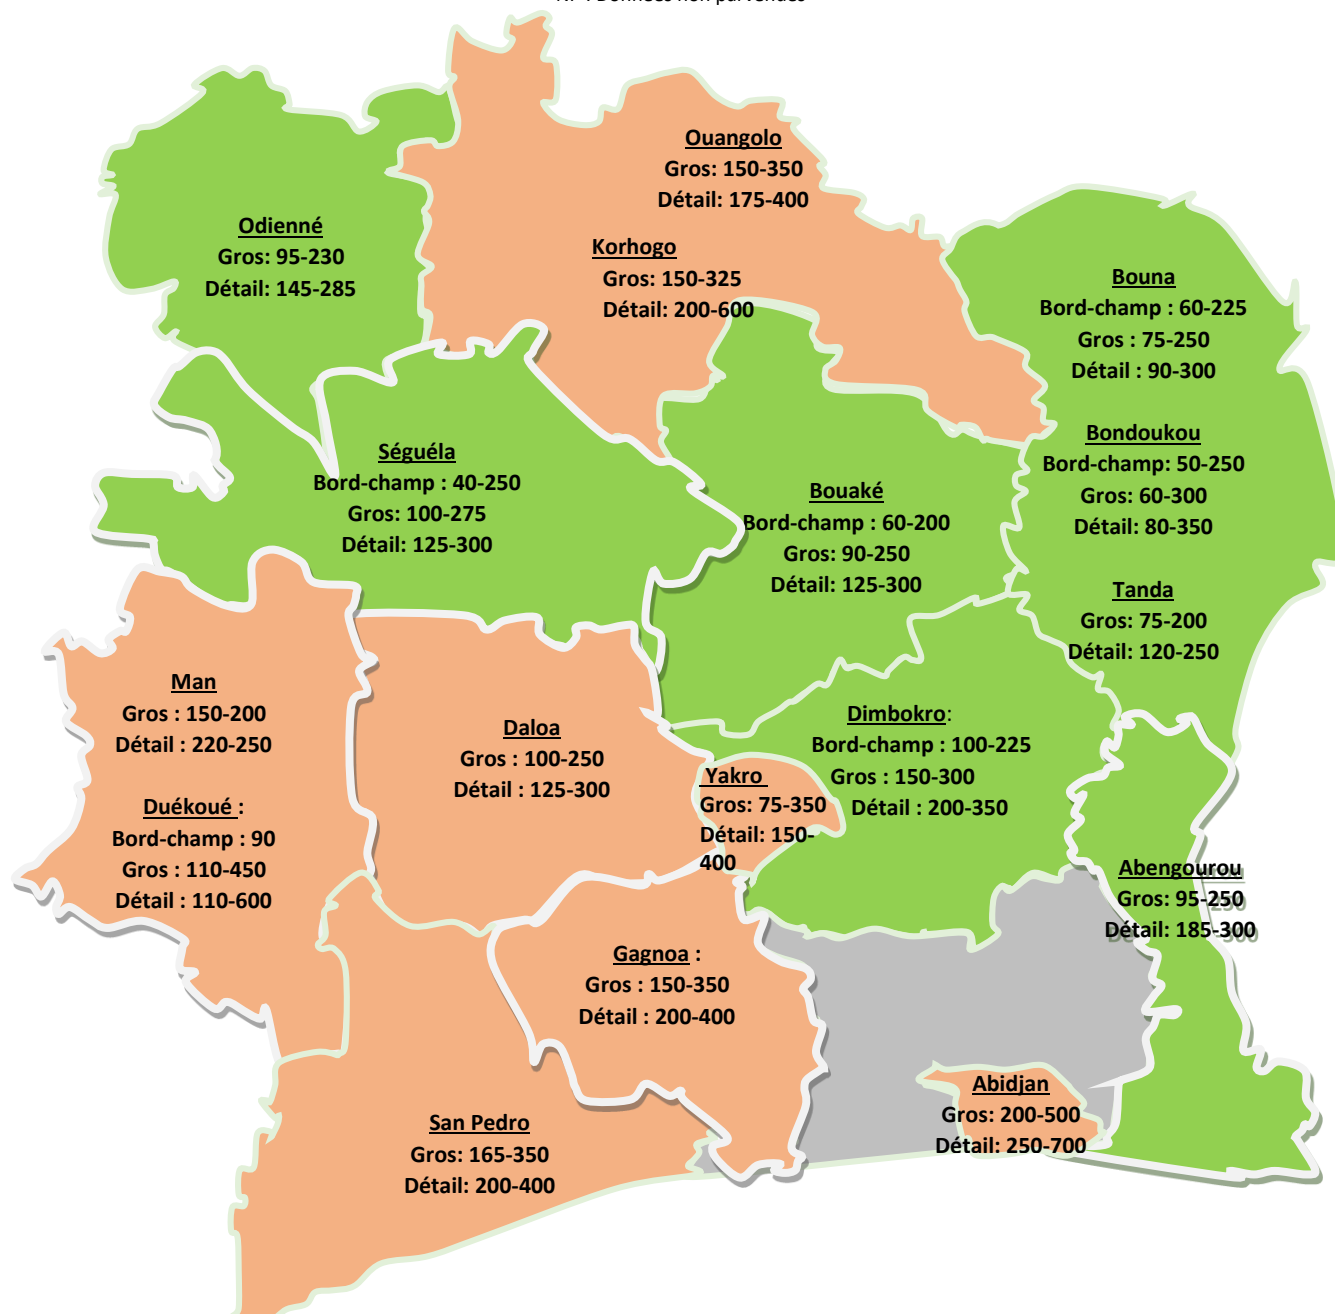 Ouangolo
Gros: 150-350
Détail: 175-400
Odienné
Gros: 95-230
Détail: 145-285
Korhogo
Gros: 150-325
Détail: 200-600
Bouna
Bord-champ : 60-225
Gros : 75-250
Détail : 90-300
Bondoukou
Bord-champ: 50-250
Gros: 60-300
Détail: 80-350
Séguéla
Bord-champ : 40-250
Gros: 100-275
Détail: 125-300
Bouaké
Bord-champ : 60-200
Gros: 90-250
Détail: 125-300
Tanda
Gros: 75-200
Détail: 120-250
Man
Gros : 150-200
Détail : 220-250
Duékoué :
Bord-champ : 90
Gros : 110-450
Détail : 110-600
Daloa
Gros : 100-250
Détail : 125-300
Dimbokro:
Bord-champ : 100-225
Gros : 150-300
Détail : 200-350
Yakro
Gros: 75-350
Détail: 150-
400
Abengourou
Gros: 95-250
Détail: 185-300
Gagnoa :
Gros : 150-350
Détail : 200-400
Abidjan
Gros: 200-500
Détail: 250-700
San Pedro
Gros: 165-350
Détail: 200-400